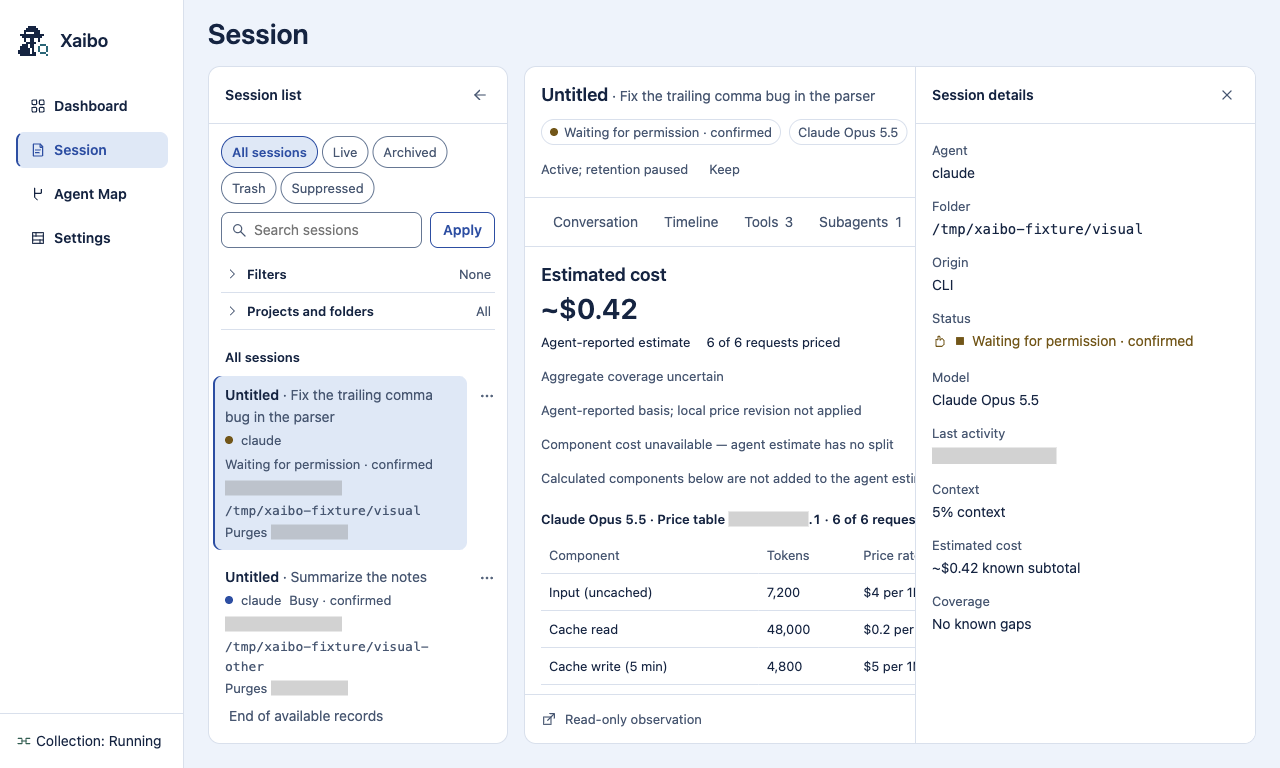 Xaibo
Dashboard
Session
Agent Map
Settings
Collection: Running
Session
Session list
All sessions
Live
Archived
Trash
Suppressed
Search sessions
Apply
Filters
None
Projects and folders
All
All sessions
Untitled · Fix the trailing comma
bug in the parser
claude
Waiting for permission · confirmed
/tmp/xaibo-fixture/visual
Purges
Untitled · Summarize the notes
claude Busy · confirmed
/tmp/xaibo-fixture/visual-
other
Purges
End of available records
Untitled · Fix the trailing comma bug in the parser
Waiting for permission · confirmed
Claude Opus 5.5
Active; retention paused Keep
Conversation Timeline Tools 3 Subagents 1
Estimated cost
~$0.42
Agent-reported estimate 6 of 6 requests priced
Aggregate coverage uncertain
Agent-reported basis; local price revision not applied
Component cost unavailable — agent estimate has no split
Calculated components below are not added to the agent esti
Claude Opus 5.5 · Price table .1 · 6 of 6 reques
Component Tokens Price rat
Input (uncached) 7,200 $4 per 1
Cache read 48,000 $0.2 per
Cache write (5 min) 4,800 $5 per 1
Read-only observation
Session details
Agent
claude
Folder
/tmp/xaibo-fixture/visual
Origin
CLI
Status
Waiting for permission · confirmed
Model
Claude Opus 5.5
Last activity
Context
5% context
Estimated cost
~$0.42 known subtotal
Coverage
No known gaps